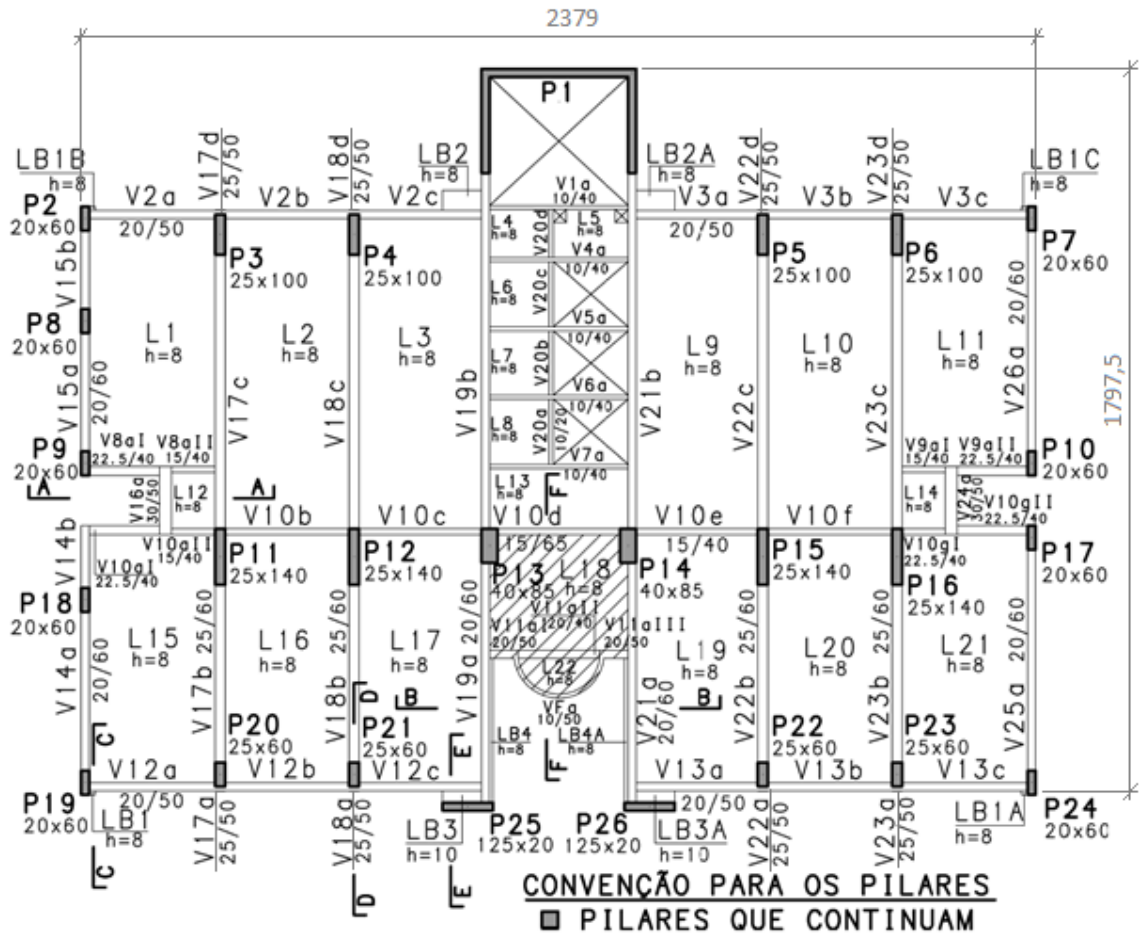 2379
P1
LB1B
h=8
V17d
25/50
V18d
25/50
LB2
h=8
LB2A
h=8
V22d
25/50
V23d
25/50
LB1C
h=8
P2
20x60
V2a
20/50
V2b
V2c
V1a
10/40
V3a
20/50
V3b
V3c
P7
20x60
L4
h=8
V20d
L5
h=8
V4a
10/40
V15b
P3
25x100
P4
25x100
P5
25x100
P6
25x100
20/60
P8
20x60
L1
h=8
L2
h=8
L3
h=8
L6
h=8
V20c
V5a
10/40
L9
h=8
L10
h=8
L11
h=8
V26a
1797,5
V15a
20/60
V17c
V18c
V19b
L7
h=8
V20b
V6a
10/40
V21b
V22c
V23c
L8
h=8
V20a
10/20
V7a
10/40
P9
20x60
V8aI
22.5/40
V8aII
15/40
V9aI
15/40
V9aII
22.5/40
P10
20x60
A
A
V16a
30/50
L12
h=8
L13
h=8
F
L14
h=8
V24a
30/50
V10gII
22.5/40
V14b
V10aII
15/40
V10b
V10c
V10d
15/65
V10e
15/40
V10f
V10gI
22.5/40
P17
20x60
V10gI
22.5/40
P11
25x140
P12
25x140
P13
40x85
L18
h=8
P14
40x85
P15
25x140
P16
25x140
P18
20x60
V11aI
20/50
V11aII
20/40
V11aIII
20/50
L15
h=8
L16
h=8
L17
h=8
L22
h=8
L19
h=8
L20
h=8
L21
h=8
V14a
20/60
V17b
25/60
V18b
25/60
V19a
20/60
V21a
20/60
V22b
25/60
V23b
25/60
V25a
20/60
D
B
B
VFa
10/50
C
P20
25x60
P21
25x60
E
LB4
h=8
LB4A
h=8
F
P22
25x60
P23
25x60
P19
20x60
V12a
20/50
V12b
V12c
V13a
20/50
V13b
V13c
P24
20x60
LB1
h=8
V17a
25/50
V18a
25/50
LB3
h=10
P25
125x20
P26
125x20
LB3A
h=10
V22a
25/50
V23a
25/50
LB1A
h=8
C
D
E
CONVENÇÃO PARA OS PILARES
PILARES QUE CONTINUAM